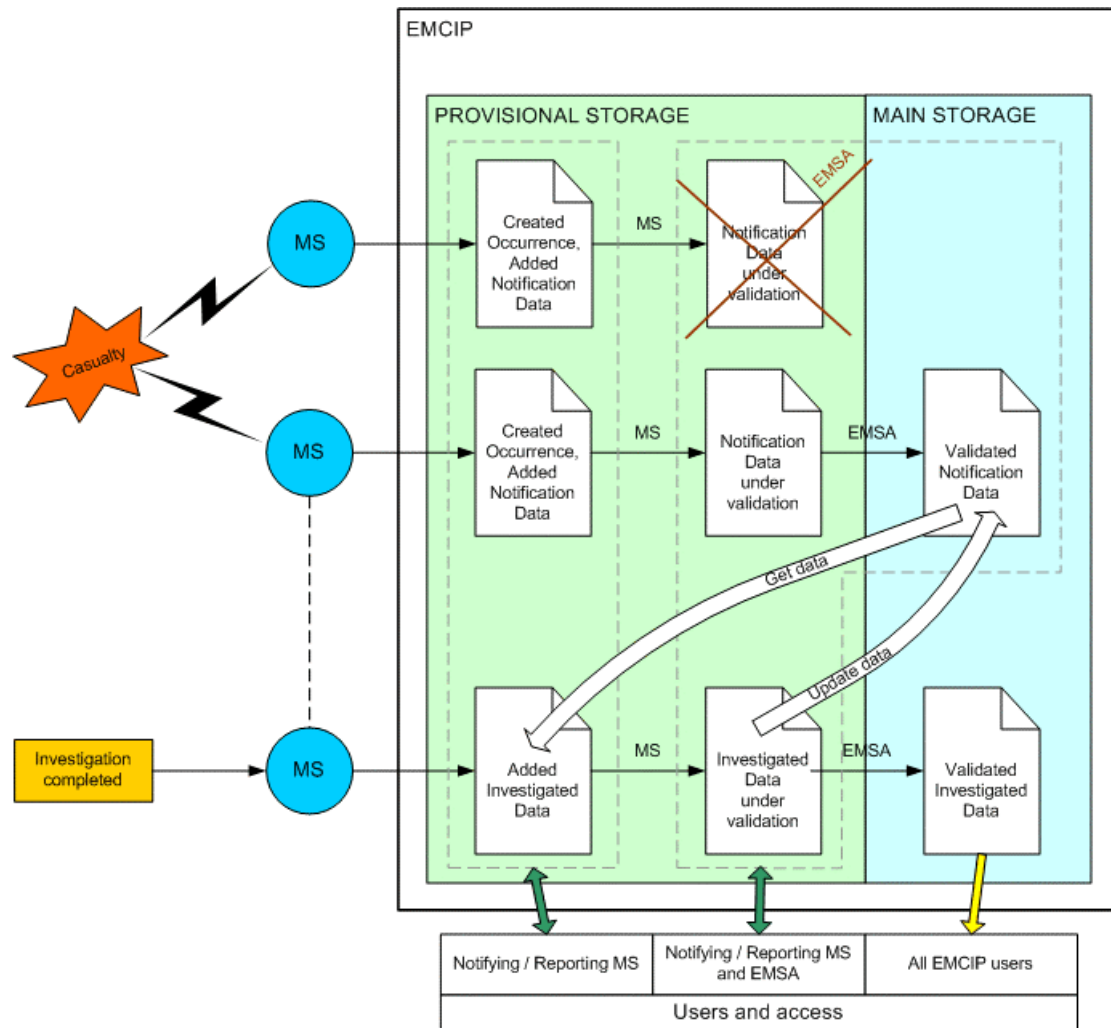 EMCIP
PROVISIONAL STORAGE
MAIN STORAGE
EMSA
MS
Created
Occurrence,
Added
Notification
Data
MS
Notification
Data
under
validation
Casualty
MS
Created
Occurrence,
Added
Notification
Data
MS
Notification
Data
under
validation
EMSA
Validated
Notification
Data
Get data
Update data
Investigation
completed
MS
Added
Investigated
Data
MS
Investigated
Data
under
validation
EMSA
Validated
Investigated
Data
Notifying / Reporting MS
Notifying / Reporting MS
and EMSA
All EMCIP users
Users and access